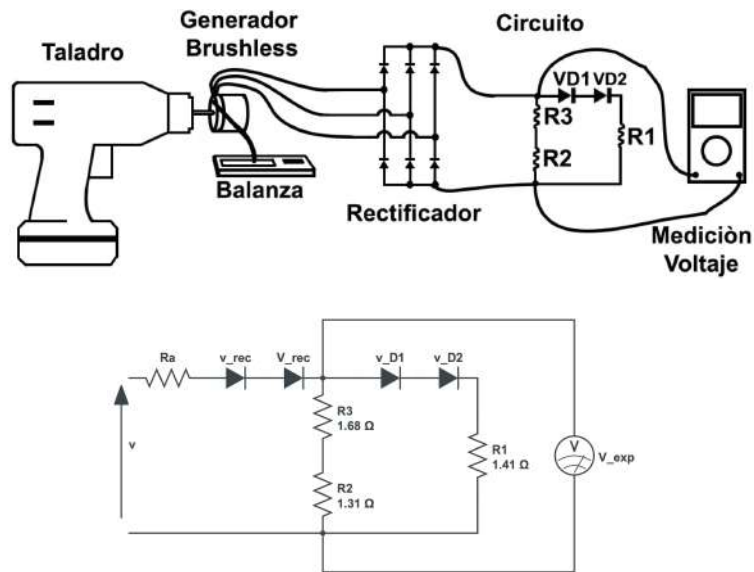 Taladro
Generador
Brushless
Balanza
Rectificador
Circuito
VD1 VD2
R3
R2
R1
Mediciòn
Voltaje
Ra
v_rec
V_rec
v_D1
v_D2
v
R3
1.68 Ω
R2
1.31 Ω
R1
1.41 Ω
V
V_exp